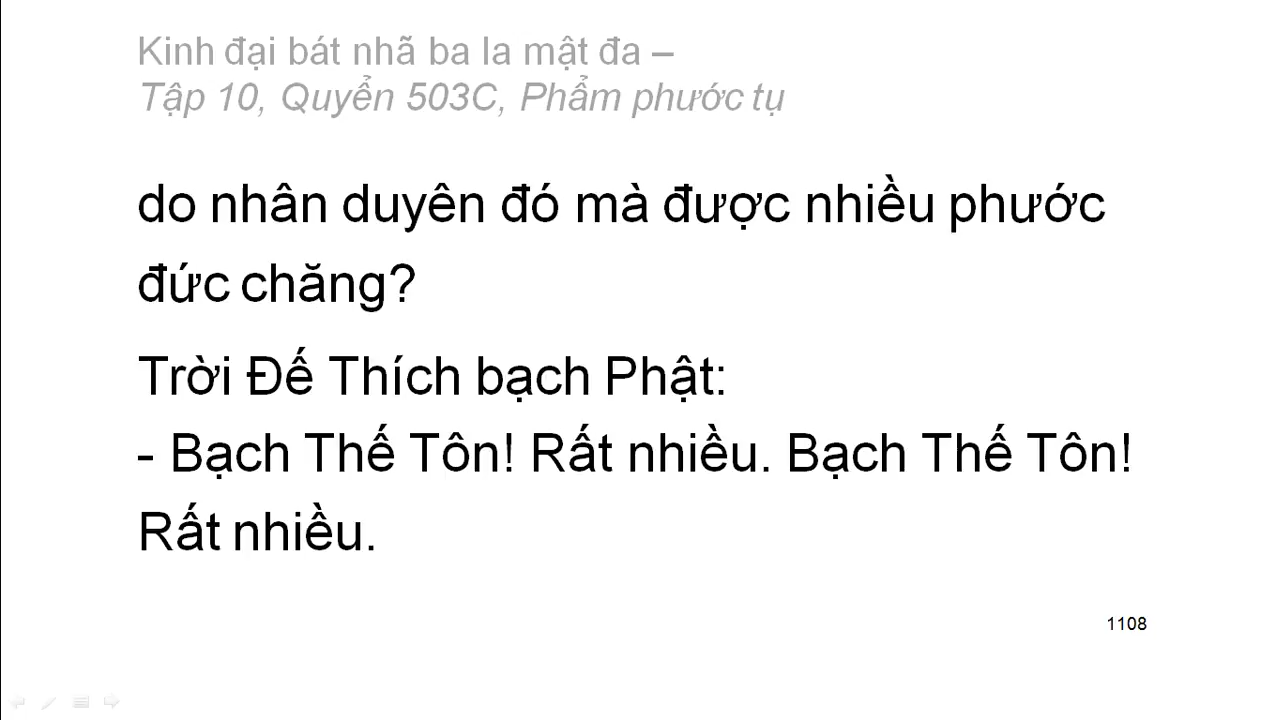 Kinh đại bát nhã ba la mật đa –
Tập 10, Quyển 503C, Phẩm phước tụ
do nhân duyên đó mà được nhiều phước
đức chăng?
Trời Đế Thích bạch Phật:
- Bạch Thế Tôn! Rất nhiều. Bạch Thế Tôn!
Rất nhiều.
1108